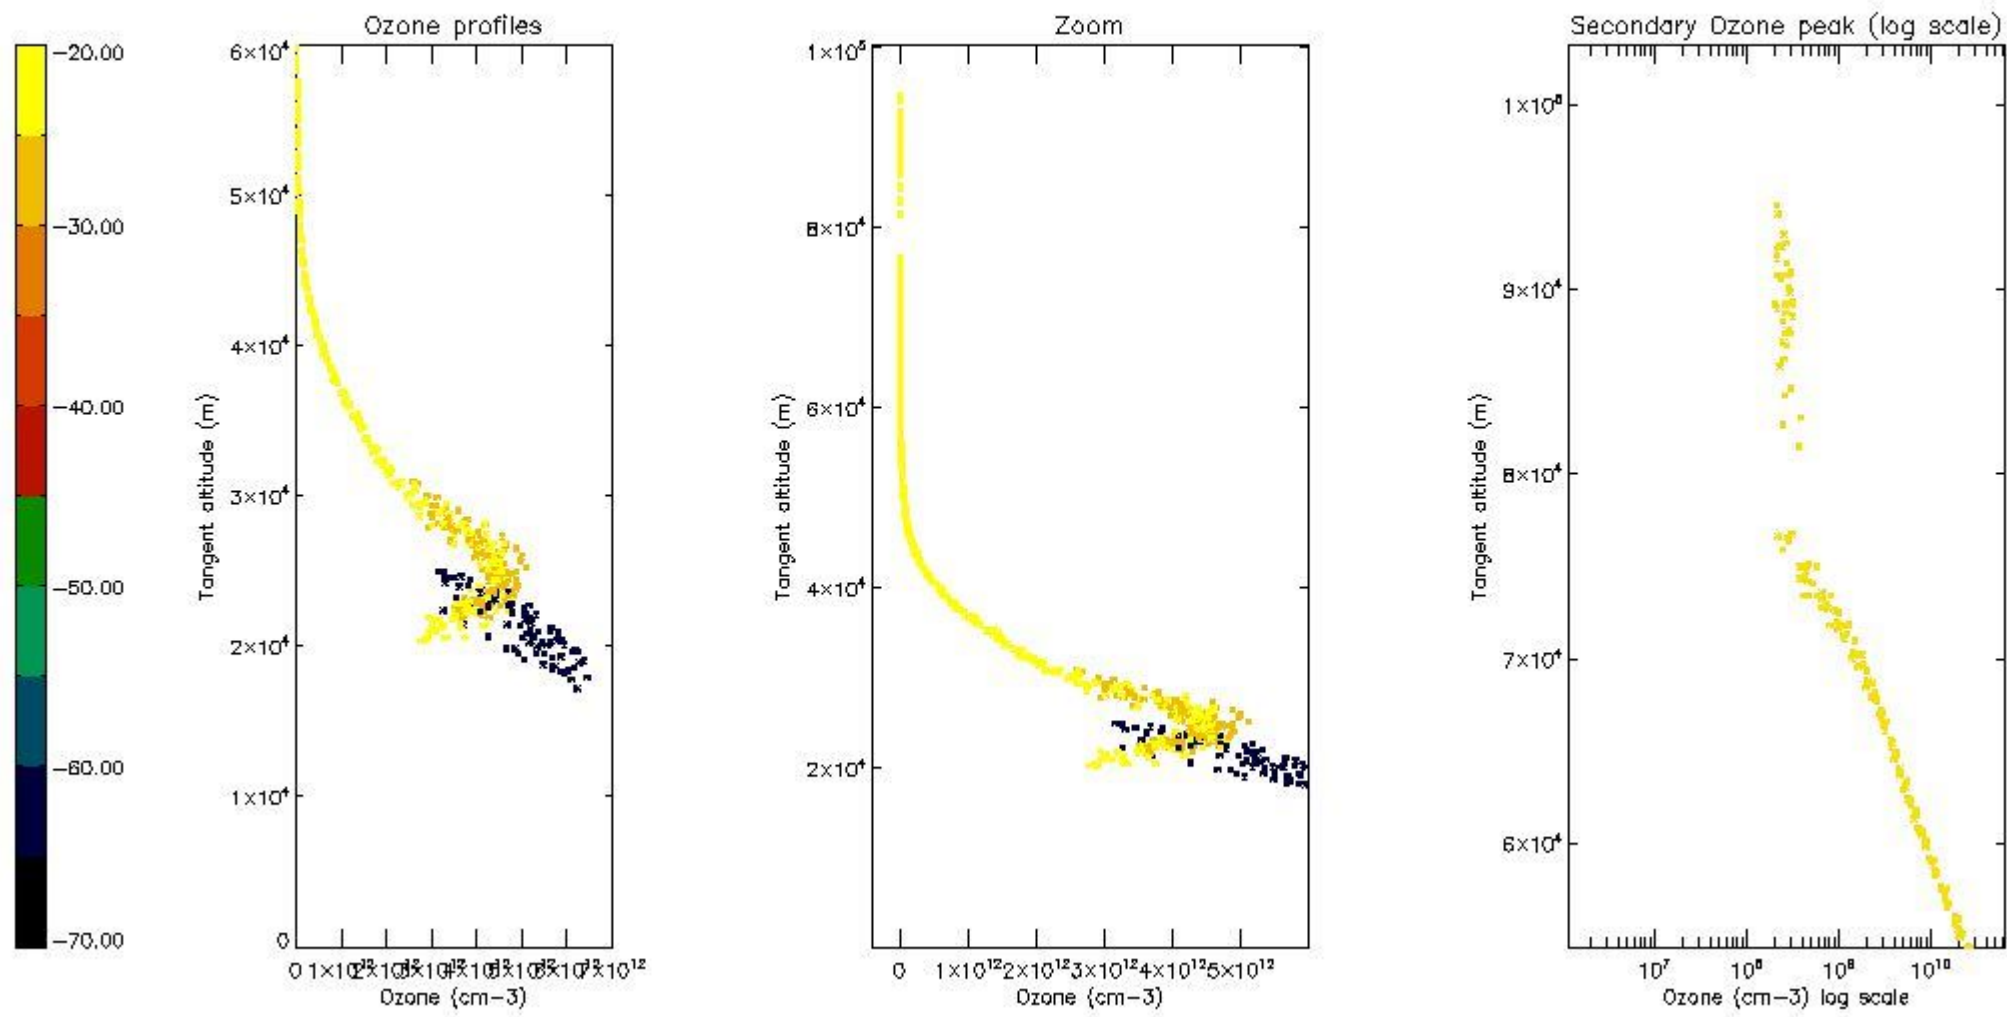 Ozone profiles
Zoom
Secondary Ozone peak (log scale)
−20.00
−30.00
−40.00
−50.00
−60.00
−70.00
6×10⁴
5×10⁴
4×10⁴
3×10⁴
2×10⁴
1×10⁴
0
Tangent altitude (m)
0
Ozone (cm−3)
1×10⁵
8×10⁴
6×10⁴
4×10⁴
2×10⁴
Tangent altitude (m)
0 1×10¹² 2×10¹² 3×10¹² 4×10¹² 5×10¹²
Ozone (cm−3)
9×10⁴
8×10⁴
7×10⁴
6×10⁴
Tangent altitude (m)
10⁷ 10⁸ 10⁹ 10¹⁰
Ozone (cm−3) log scale